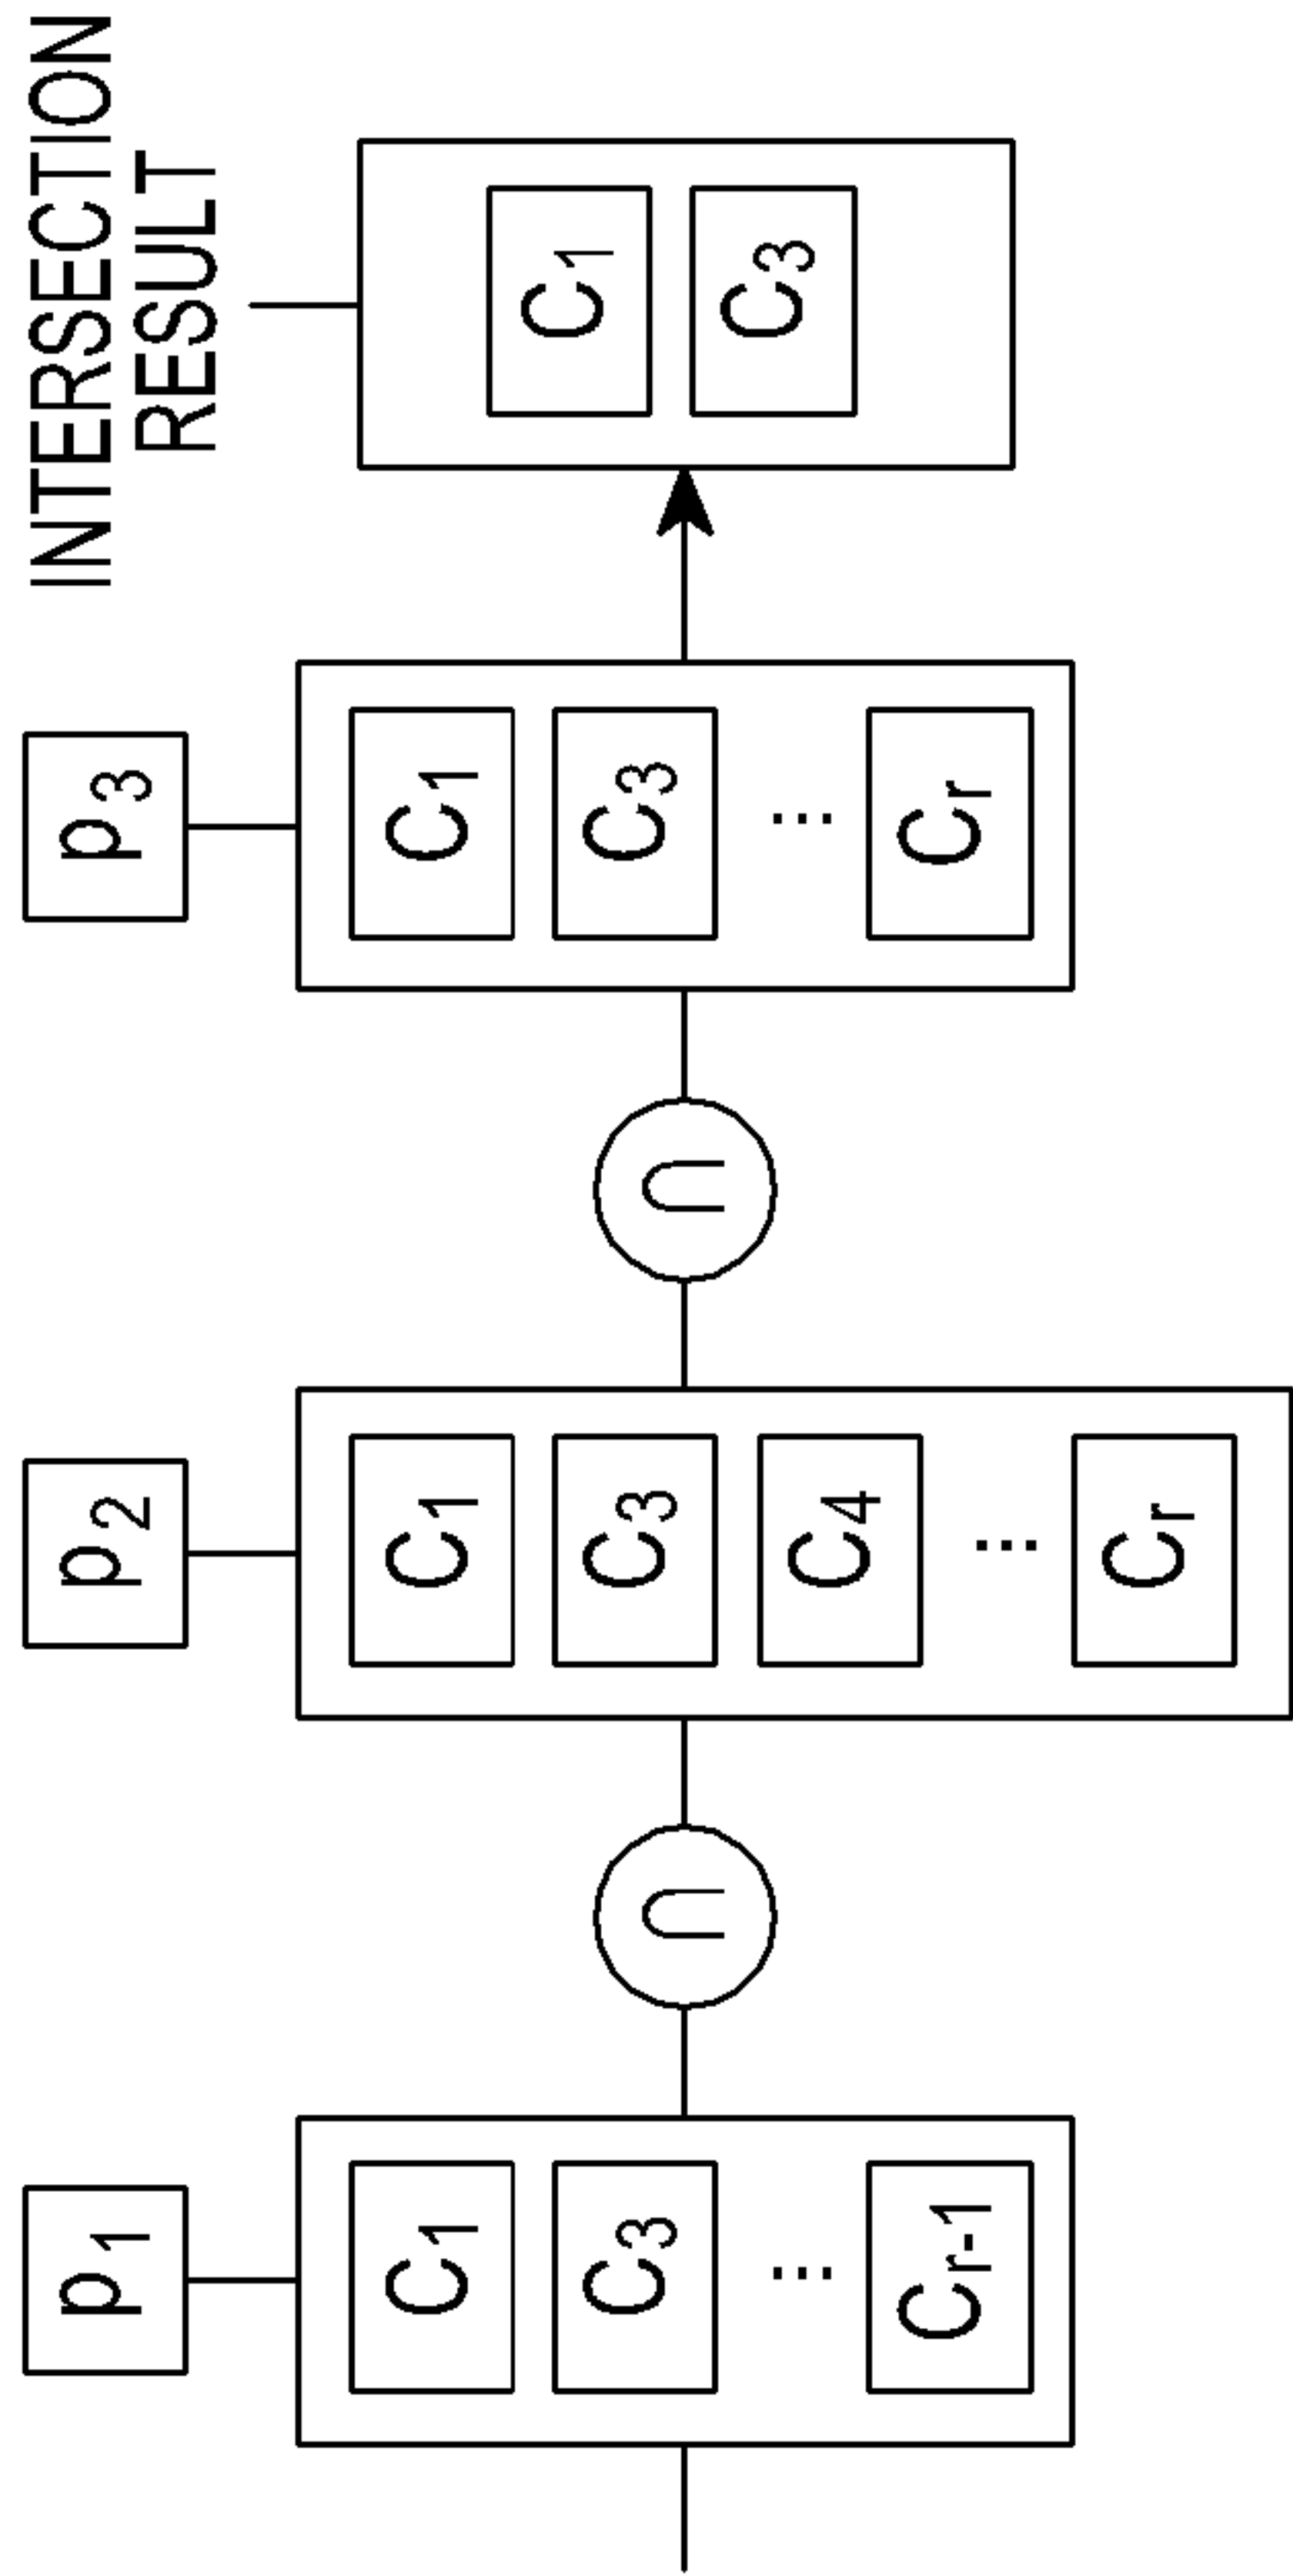 p1
C1
C3
...
Cr-1
∩
p2
C1
C3
C4
...
Cr
∩
p3
C1
C3
...
Cr
INTERSECTION
RESULT
C1
C3